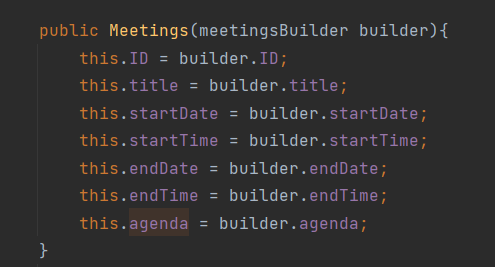 public Meetings(meetingsBuilder builder){
this.ID = builder.ID;
this.title = builder.title;
this.startDate = builder.startDate;
this.startTime = builder.startTime;
this.endDate = builder.endDate;
this.endTime = builder.endTime;
this.agenda = builder.agenda;
}